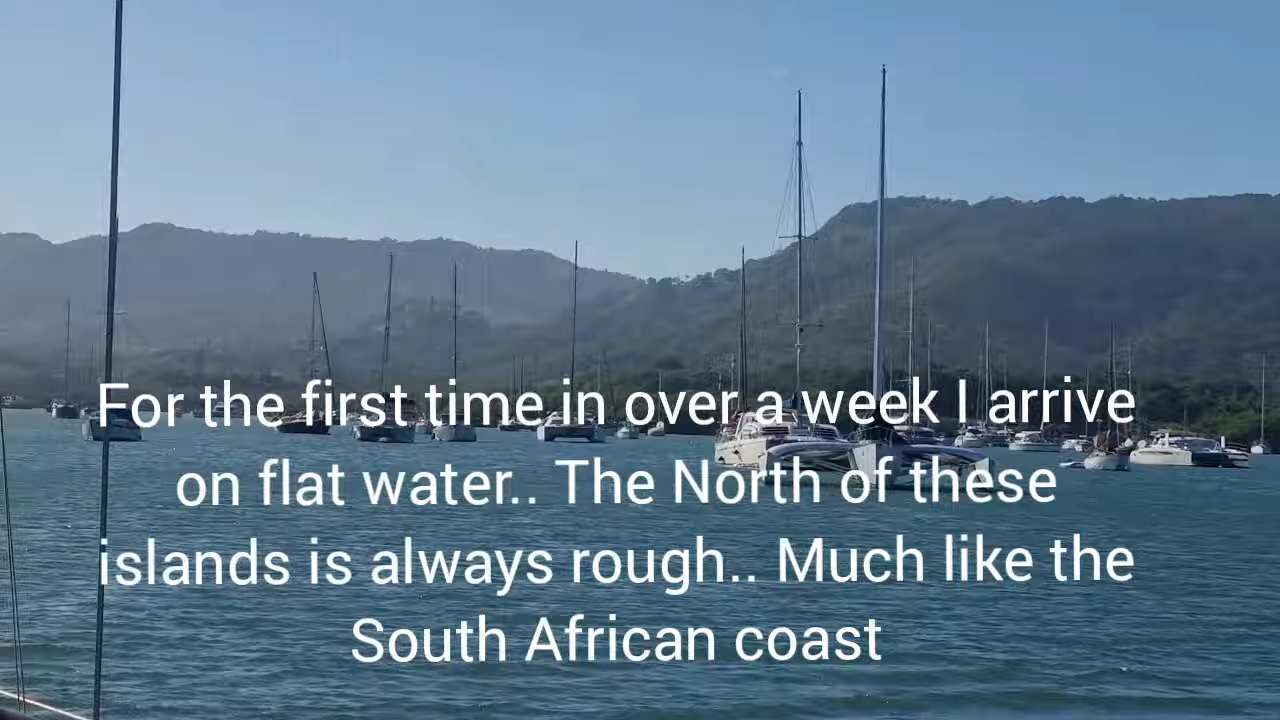 For the first time in over a week I arrive
on flat water.. The North of these
islands is always rough.. Much like the
South African coast